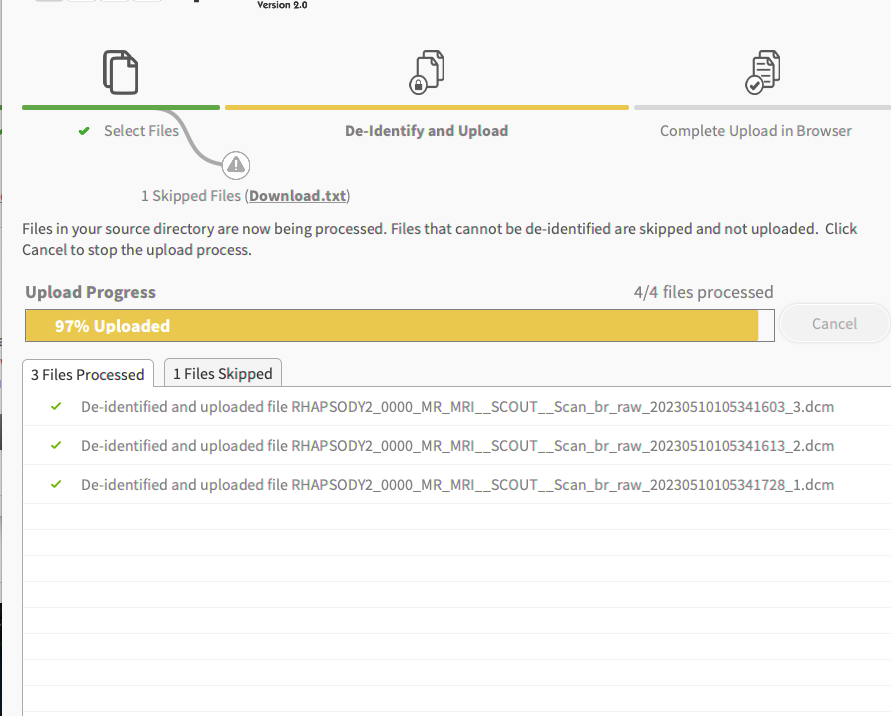 Version 2.0
Select Files
De-Identify and Upload
Complete Upload in Browser
1 Skipped Files (Download.txt)
Files in your source directory are now being processed. Files that cannot be de-identified are skipped and not uploaded. Click
Cancel to stop the upload process.
Upload Progress
4/4 files processed
97% Uploaded
Cancel
3 Files Processed
1 Files Skipped
De-identified and uploaded file RHAPSODY2_0000_MR_MRI__SCOUT__Scan_br_raw_20230510105341603_3.dcm
De-identified and uploaded file RHAPSODY2_0000_MR_MRI__SCOUT__Scan_br_raw_20230510105341613_2.dcm
De-identified and uploaded file RHAPSODY2_0000_MR_MRI__SCOUT__Scan_br_raw_20230510105341728_1.dcm